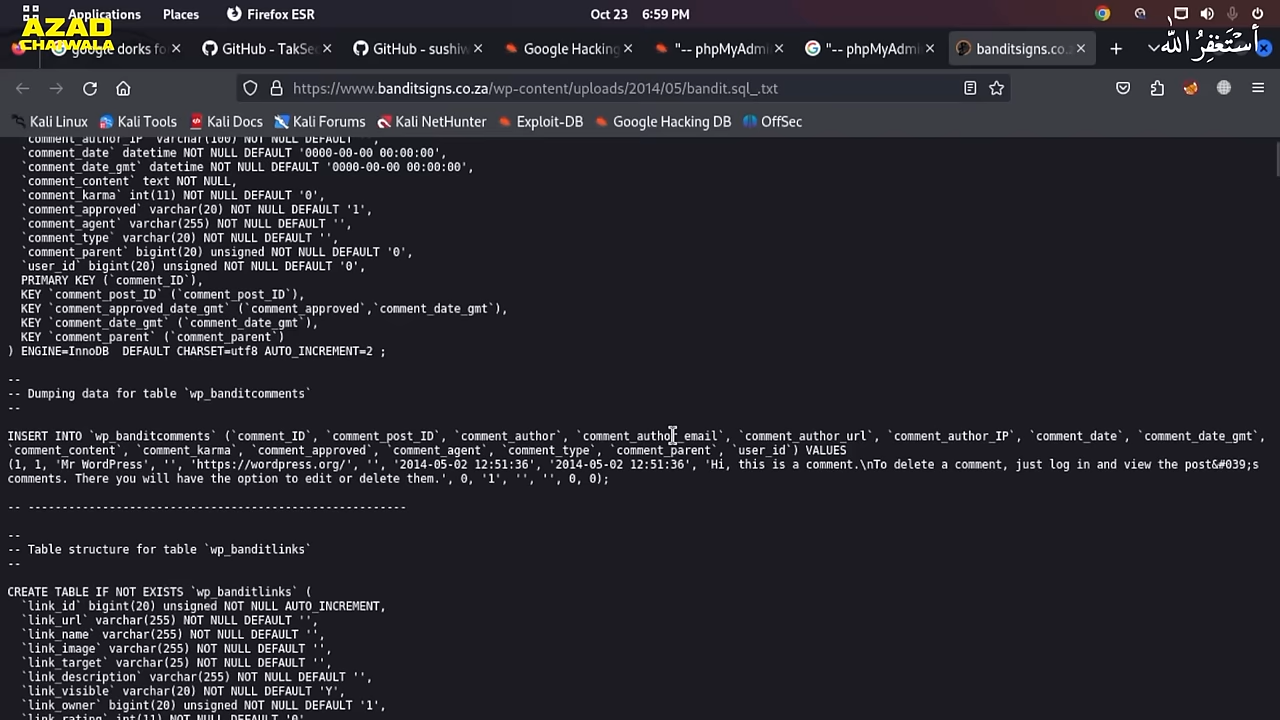 Applications Places Firefox ESR Oct 23 6:59 PM
AZAD
CHAIWALA
google dorks fo
GitHub - TakSec
GitHub - sushiw
Google Hacking
"-- phpMyAdmi
"-- phpMyAdmi
banditsigns.co.z
أستغفر الله
https://www.banditsigns.co.za/wp-content/uploads/2014/05/bandit.sql_.txt
Kali Linux Kali Tools Kali Docs Kali Forums Kali NetHunter Exploit-DB Google Hacking DB OffSec
`comment_author_IP` varchar(100) NOT NULL DEFAULT '',
`comment_date` datetime NOT NULL DEFAULT '0000-00-00 00:00:00',
`comment_date_gmt` datetime NOT NULL DEFAULT '0000-00-00 00:00:00',
`comment_content` text NOT NULL,
`comment_karma` int(11) NOT NULL DEFAULT '0',
`comment_approved` varchar(20) NOT NULL DEFAULT '1',
`comment_agent` varchar(255) NOT NULL DEFAULT '',
`comment_type` varchar(20) NOT NULL DEFAULT '',
`comment_parent` bigint(20) unsigned NOT NULL DEFAULT '0',
`user_id` bigint(20) unsigned NOT NULL DEFAULT '0',
PRIMARY KEY (`comment_ID`),
KEY `comment_post_ID` (`comment_post_ID`),
KEY `comment_approved_date_gmt` (`comment_approved`,`comment_date_gmt`),
KEY `comment_date_gmt` (`comment_date_gmt`),
KEY `comment_parent` (`comment_parent`)
) ENGINE=InnoDB DEFAULT CHARSET=utf8 AUTO_INCREMENT=2 ;
--
-- Dumping data for table `wp_banditcomments`
--
INSERT INTO `wp_banditcomments` (`comment_ID`, `comment_post_ID`, `comment_author`, `comment_author_email`, `comment_author_url`, `comment_author_IP`, `comment_date`, `comment_date_gmt`,
`comment_content`, `comment_karma`, `comment_approved`, `comment_agent`, `comment_type`, `comment_parent`, `user_id`) VALUES
(1, 1, 'Mr WordPress', '', 'https://wordpress.org/', '', '2014-05-02 12:51:36', '2014-05-02 12:51:36', 'Hi, this is a comment.\nTo delete a comment, just log in and view the post&#039;s
comments. There you will have the option to edit or delete them.', 0, '1', '', '', 0, 0);
-- --------------------------------------------------------
--
-- Table structure for table `wp_banditlinks`
--
CREATE TABLE IF NOT EXISTS `wp_banditlinks` (
`link_id` bigint(20) unsigned NOT NULL AUTO_INCREMENT,
`link_url` varchar(255) NOT NULL DEFAULT '',
`link_name` varchar(255) NOT NULL DEFAULT '',
`link_image` varchar(255) NOT NULL DEFAULT '',
`link_target` varchar(25) NOT NULL DEFAULT '',
`link_description` varchar(255) NOT NULL DEFAULT '',
`link_visible` varchar(20) NOT NULL DEFAULT 'Y',
`link_owner` bigint(20) unsigned NOT NULL DEFAULT '1',
`link_rating` int(11) NOT NULL DEFAULT '0'